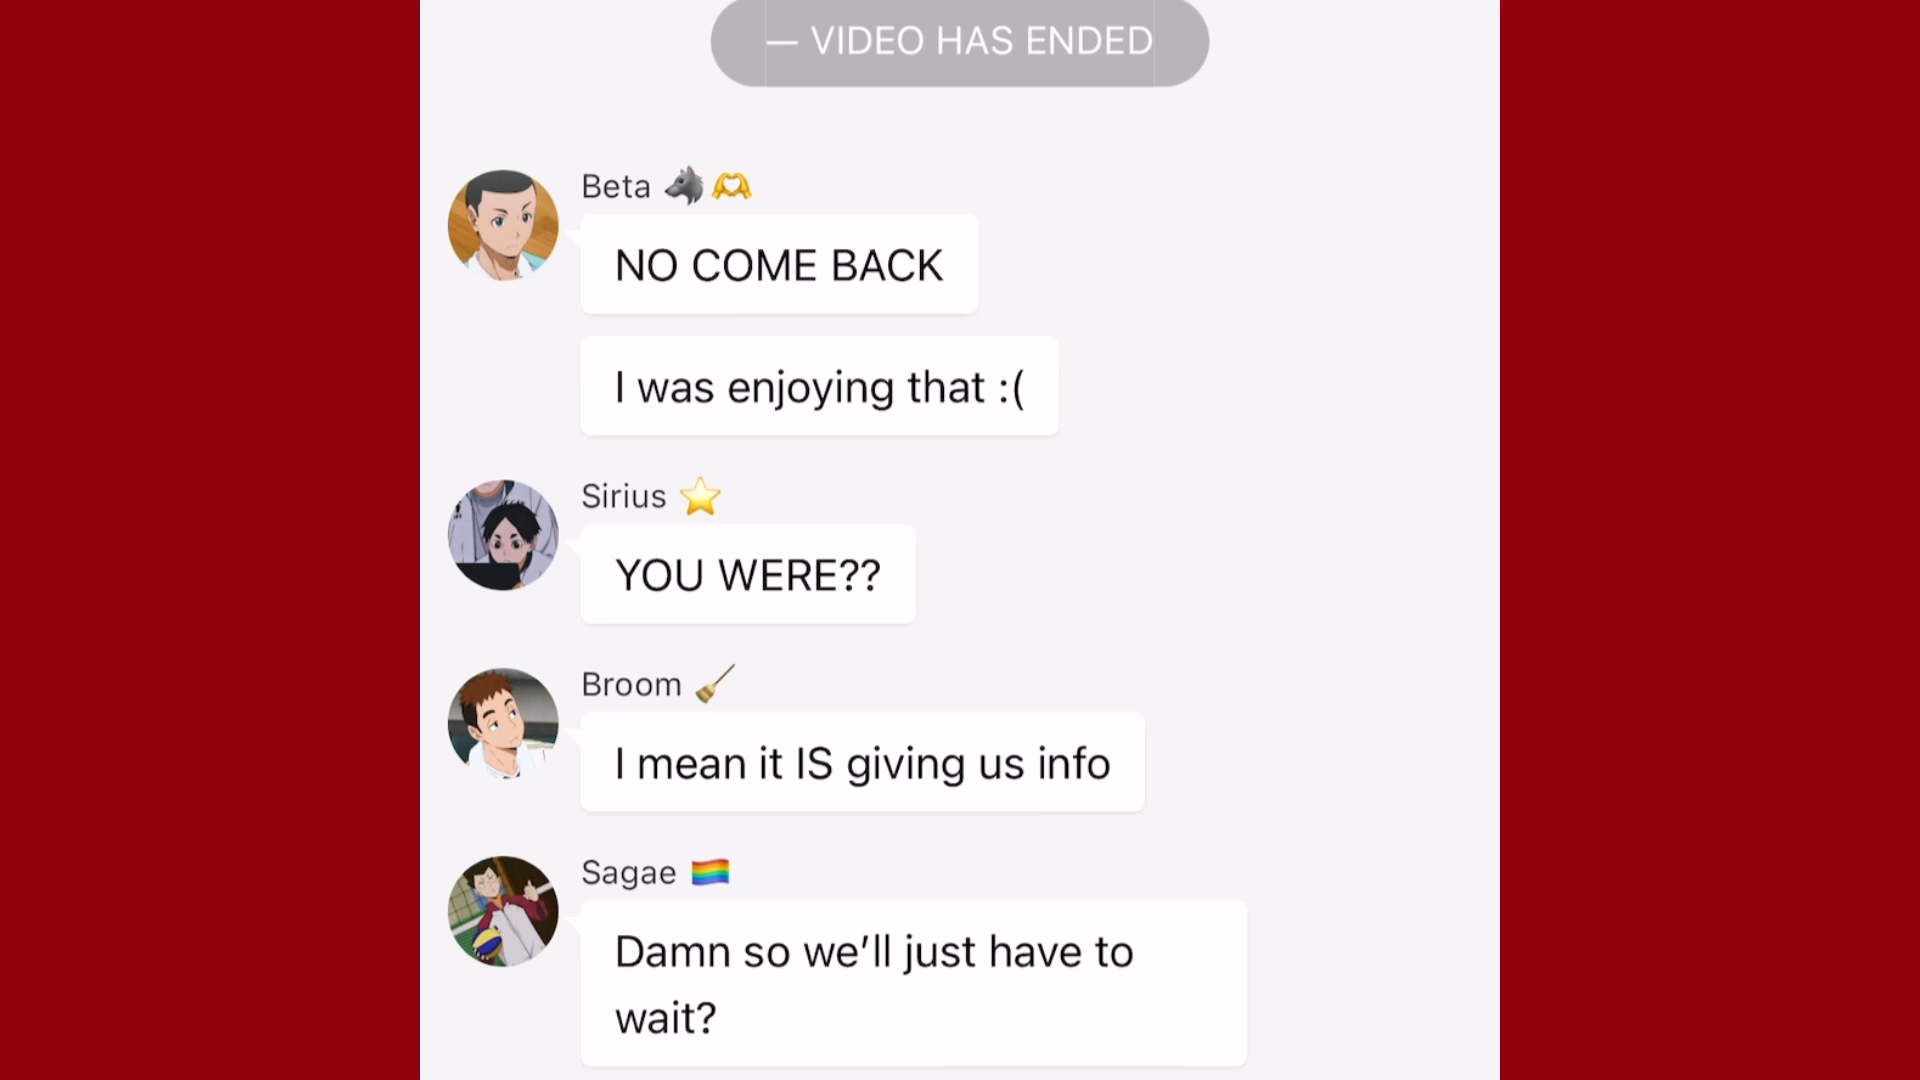 — VIDEO HAS ENDED
Beta 🐺🫶
NO COME BACK
I was enjoying that :(
Sirius ⭐
YOU WERE??
Broom 🧹
I mean it IS giving us info
Sagae 🏳️‍🌈
Damn so we’ll just have to
wait?